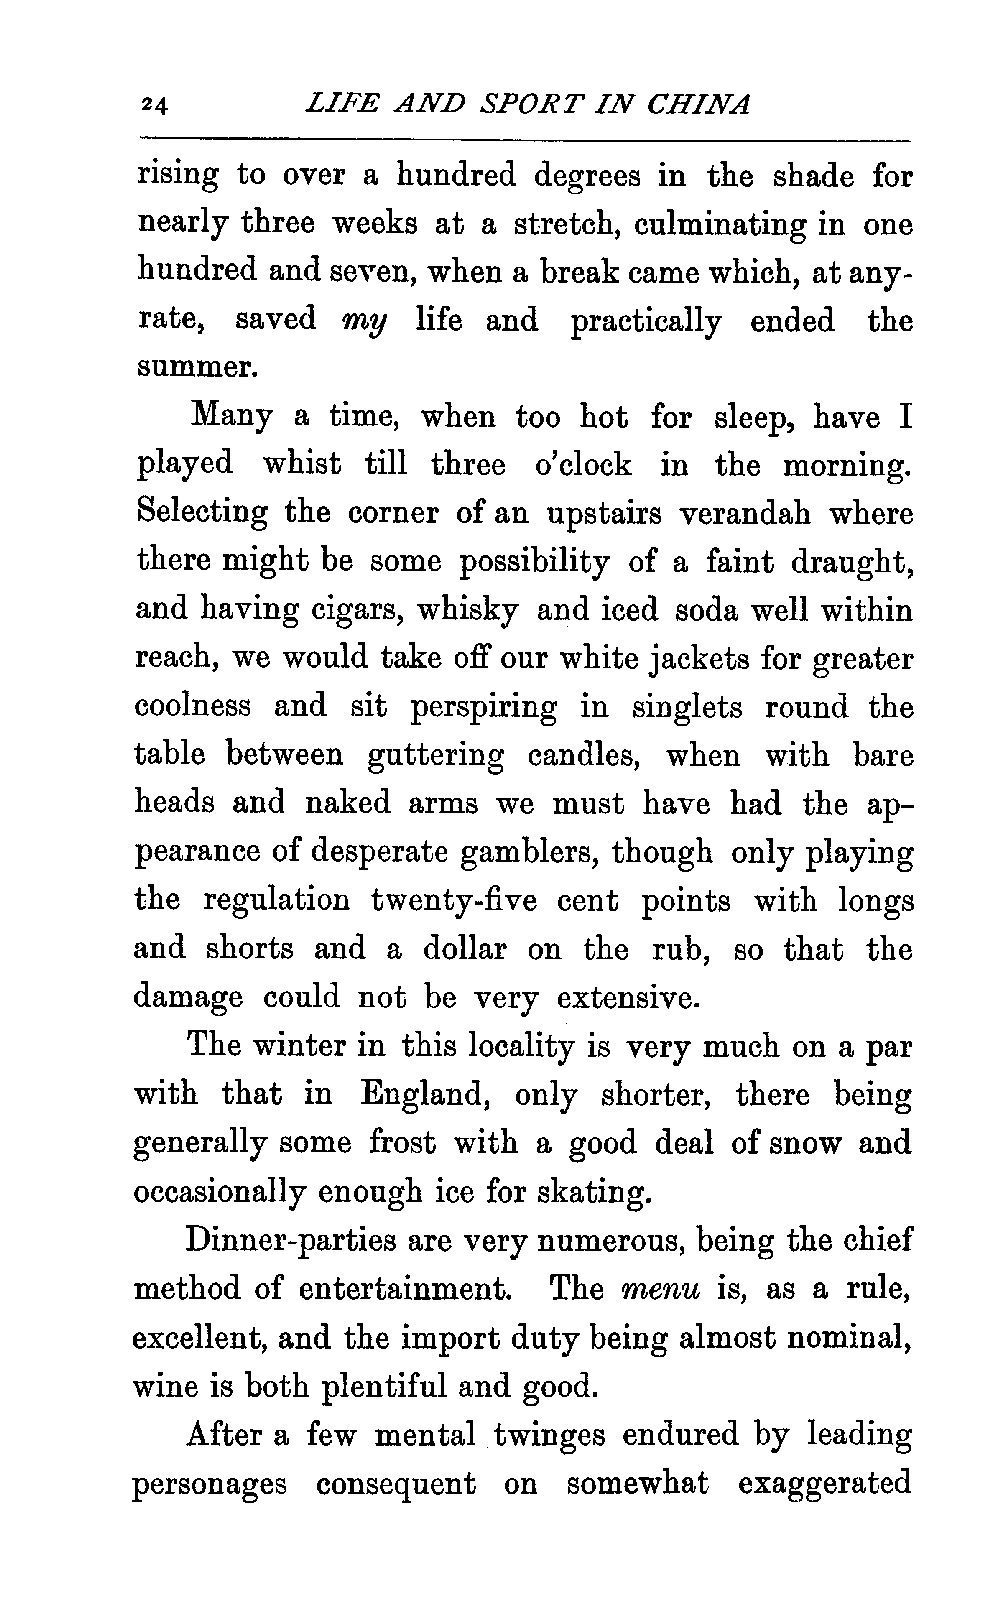 24 LIFE AND SPORT IN CHINA
rising to over a hundred degrees in the shade for
nearly three weeks at a stretch, culminating in one
hundred and seven, when a break came which, at any-
rate, saved my life and practically ended the
summer.
Many a time, when too hot for sleep, have I
played whist till three o'clock in the morning.
Selecting the corner of an upstairs verandah where
there might be some possibility of a faint draught,
and having cigars, whisky and iced soda well within
reach, we would take off our white jackets for greater
coolness and sit perspiring in singlets round the
table between guttering candles, when with bare
heads and naked arms we must have had the ap-
pearance of desperate gamblers, though only playing
the regulation twenty-five cent points with longs
and shorts and a dollar on the rub, so that the
damage could not be very extensive.
The winter in this locality is very much on a par
with that in England, only shorter, there being
generally some frost with a good deal of snow and
occasionally enough ice for skating.
Dinner-parties are very numerous, being the chief
method of entertainment. The menu is, as a rule,
excellent, and the import duty being almost nominal,
wine is both plentiful and good.
After a few mental twinges endured by leading
personages consequent on somewhat exaggerated